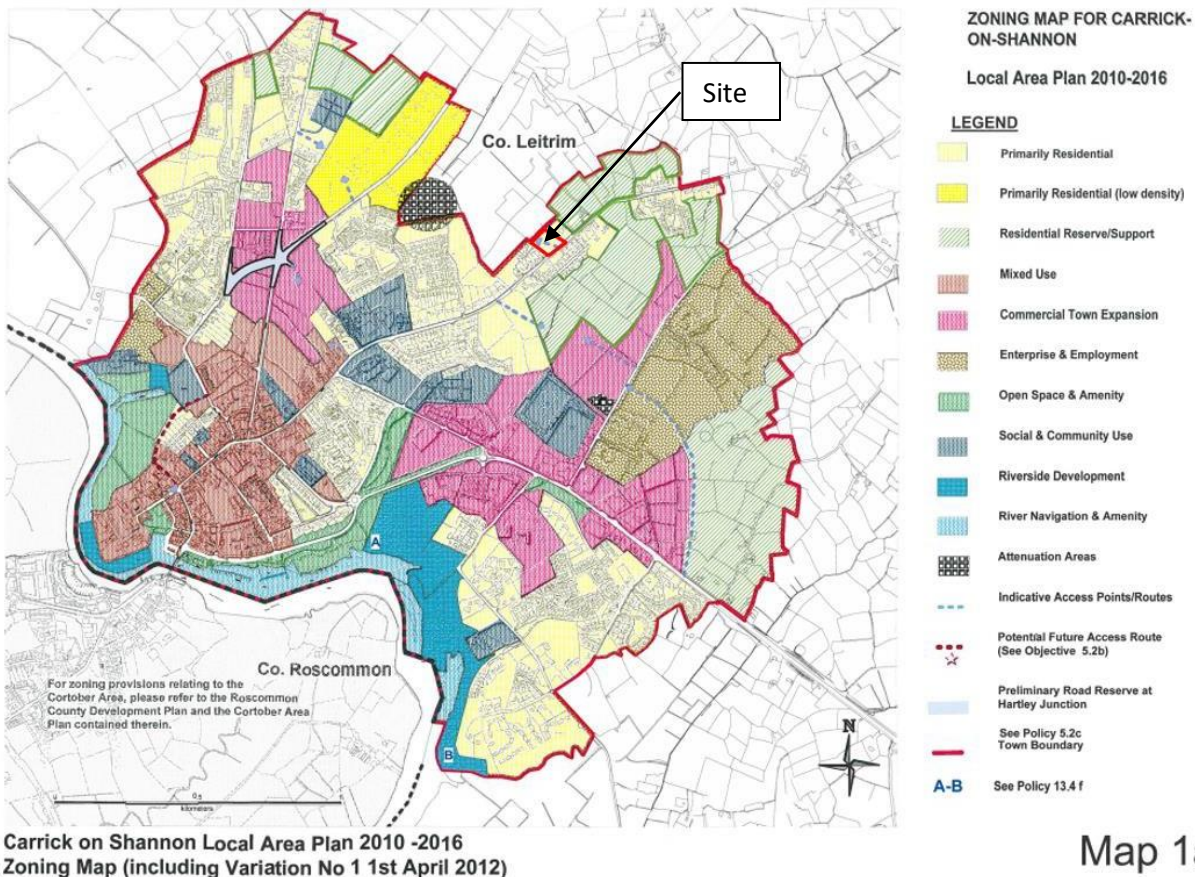 ZONING MAP FOR CARRICK-
ON-SHANNON
Local Area Plan 2010-2016
LEGEND
Primarily Residential
Primarily Residential (low density)
Residential Reserve/Support
Mixed Use
Commercial Town Expansion
Enterprise & Employment
Open Space & Amenity
Social & Community Use
Riverside Development
River Navigation & Amenity
Attenuation Areas
Indicative Access Points/Routes
Potential Future Access Route
(See Objective 5.2b)
Preliminary Road Reserve at
Hartley Junction
See Policy 5.2c
Town Boundary
A-B See Policy 13.4 f
Site
Co. Leitrim
A
Co. Roscommon
For zoning provisions relating to the
Cortober Area, please refer to the Roscommon
County Development Plan and the Cortober Area
Plan contained therein.
B
N
0.5
kilometers
Carrick on Shannon Local Area Plan 2010 -2016
Zoning Map (including Variation No 1 1st April 2012)
Map 1a